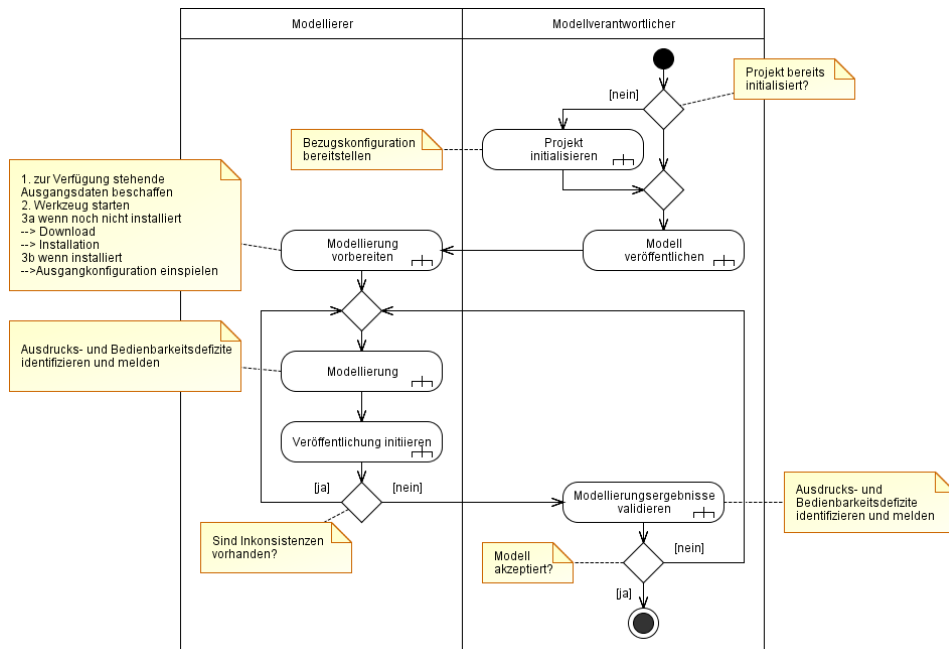 Modellierer
Modellverantwortlicher
Projekt bereits
initialisiert?
[nein]
Bezugskonfiguration
bereitstellen
Projekt
initialisieren
1. zur Verfügung stehende
Ausgangsdaten beschaffen
2. Werkzeug starten
3a wenn noch nicht installiert
--> Download
--> Installation
3b wenn installiert
-->Ausgangkonfiguration einspielen
Modellierung
vorbereiten
Modell
veröffentlichen
Ausdrucks- und Bedienbarkeitsdefizite
identifizieren und melden
Modellierung
Veröffentlichung initiieren
[ja]
[nein]
Modellierungsergebnisse
validieren
Ausdrucks- und
Bedienbarkeitsdefizite
identifizieren und melden
Sind Inkonsistenzen
vorhanden?
Modell
akzeptiert?
[nein]
[ja]